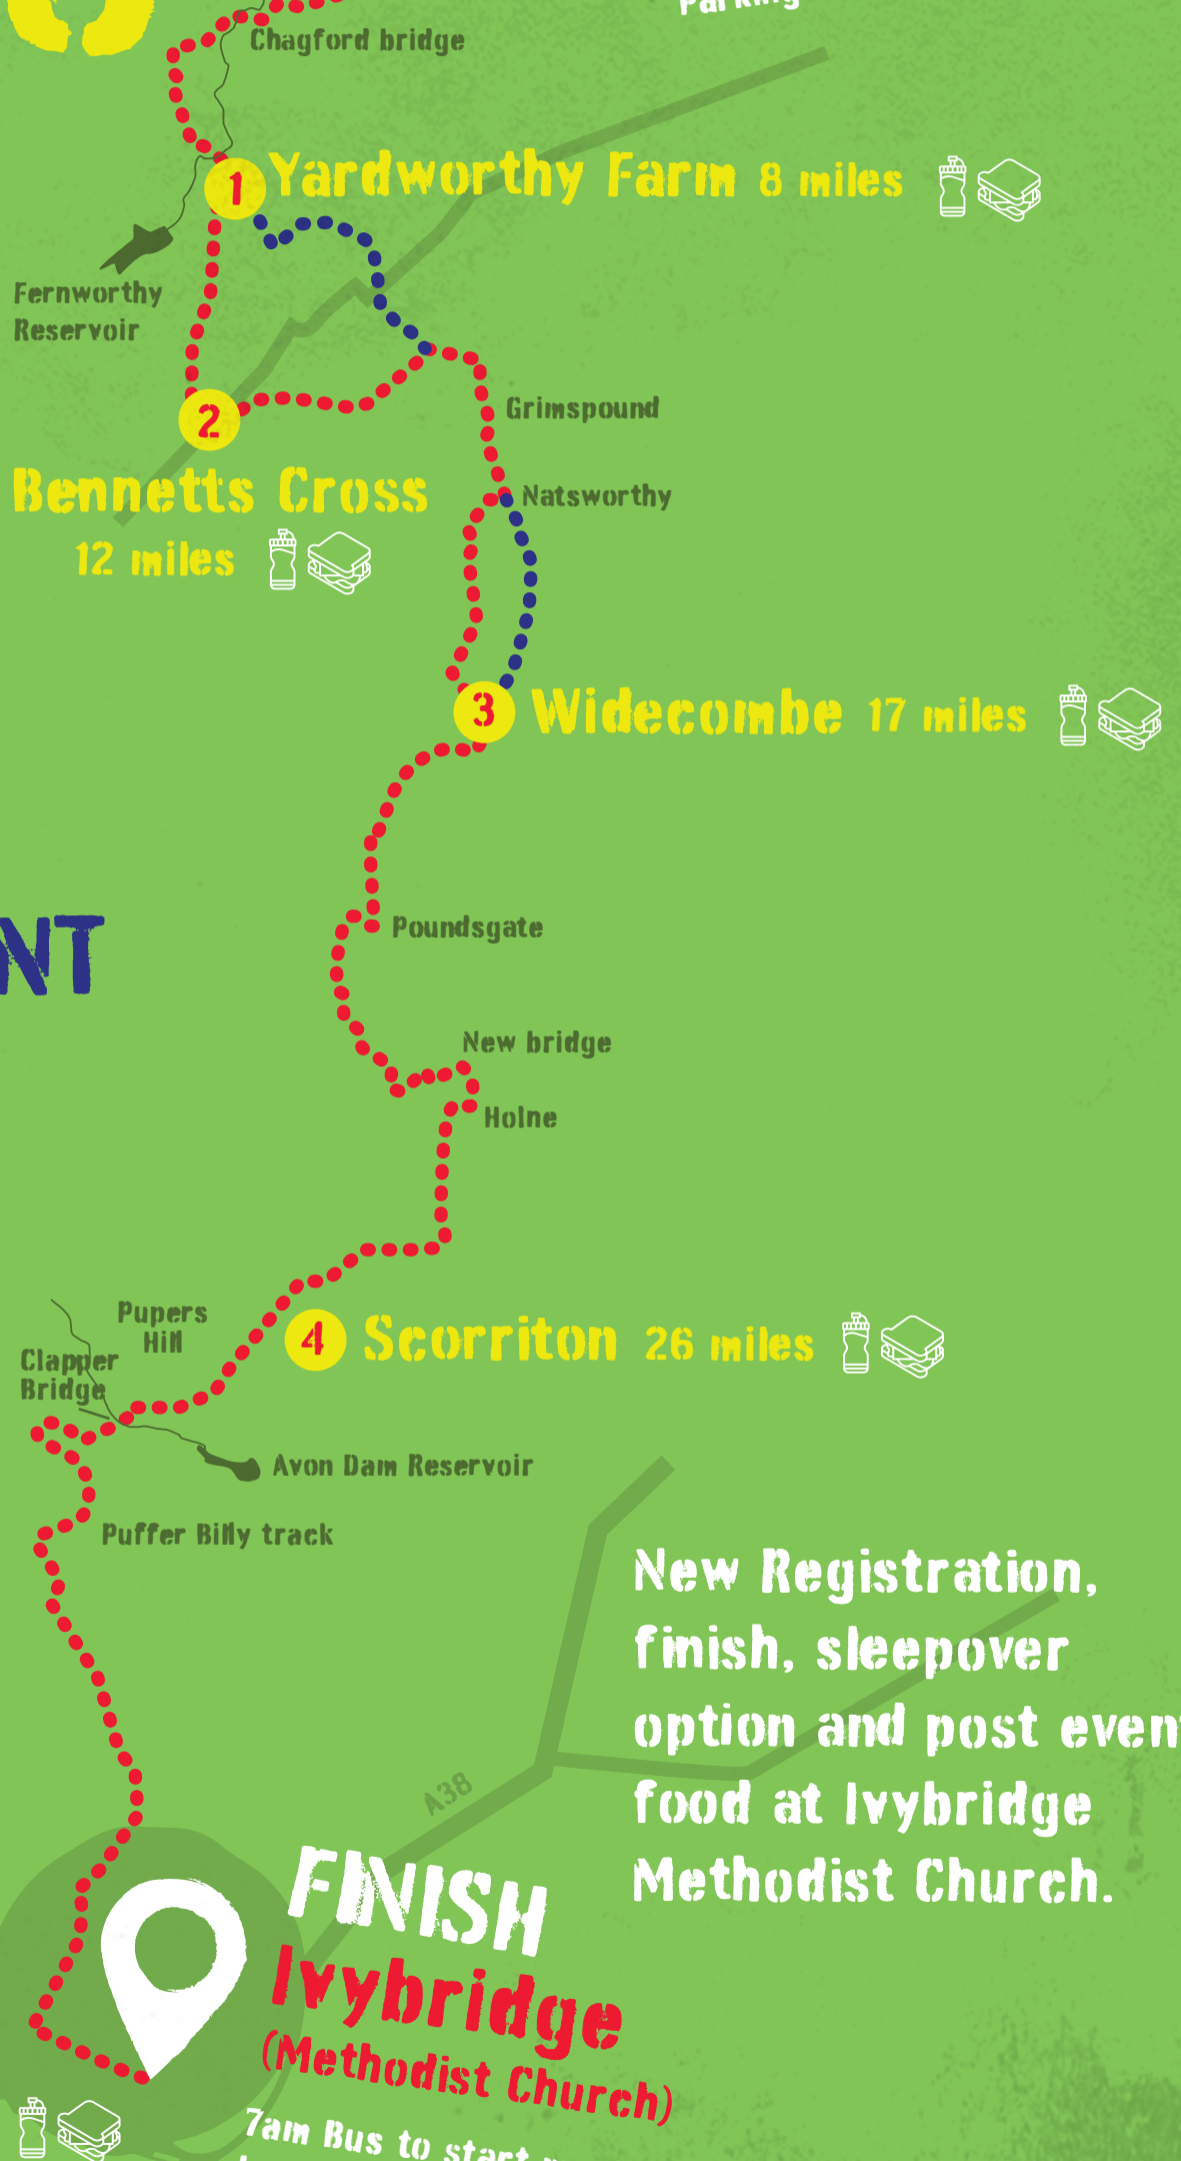 Parking
Chagford bridge
1
Yardworthy Farm 8 miles
Fernworthy
Reservoir
2
Grimspound
Bennetts Cross
Natsworthy
12 miles
3
Widecombe 17 miles
NT
Poundsgate
New bridge
Holne
Pupers
Hill
4
Scorriton 26 miles
Clapper
Bridge
Avon Dam Reservoir
Puffer Billy track
New Registration,
finish, sleepover
option and post even
food at Ivybridge
Methodist Church.
A38
FINISH
Ivybridge
(Methodist Church)
7am Bus to start